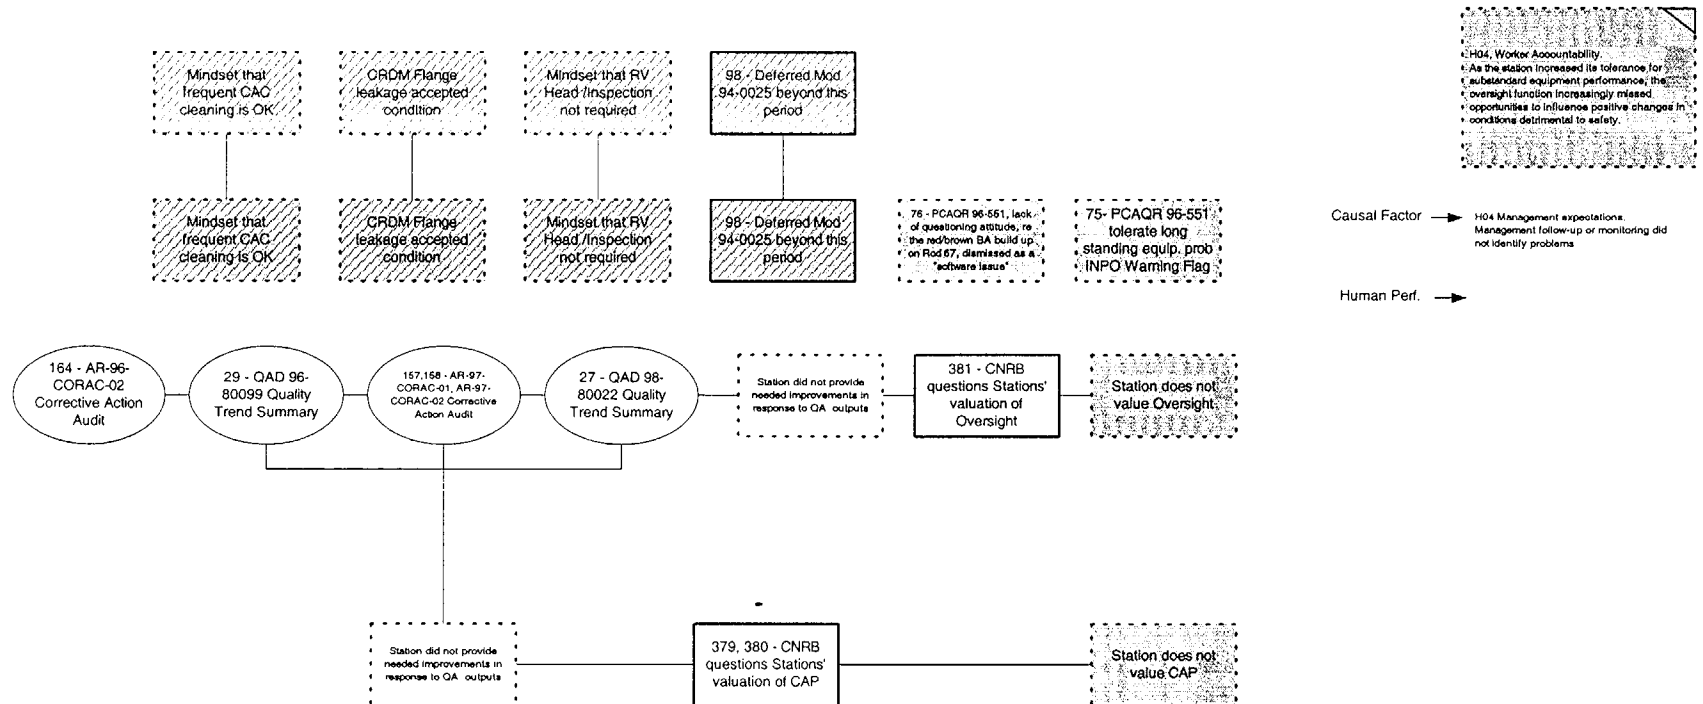 Mindset that
frequent CAC
cleaning is OK
CRDM Flange
leakage accepted
condition
Mindset that RV
Head /Inspection
not required
98 - Deferred Mod
94-0025 beyond this
period
H04, Worker Accountability.
As the station increased its tolerance for
substandard equipment performance, the
oversight function increasingly missed
opportunities to influence positive changes in
conditions detrimental to safety.
Mindset that
frequent CAC
cleaning is OK
CRDM Flange
leakage accepted
condition
Mindset that RV
Head /Inspection
not required
98 - Deferred Mod
94-0025 beyond this
period
76 - PCAQR 96-551, lack
of questioning attitude, re
the red/brown BA build up
on Rod 67, dismissed as a
"software issue"
75- PCAQR 96-551
tolerate long
standing equip. prob
INPO Warning Flag
Causal Factor
H04 Management expectations.
Management follow-up or monitoring did
not identify problems
Human Perf.
164 - AR-96-
CORAC-02
Corrective Action
Audit
29 - QAD 96-
80099 Quality
Trend Summary
157,158 - AR-97-
CORAC-01, AR-97-
CORAC-02 Corrective
Action Audit
27 - QAD 98-
80022 Quality
Trend Summary
Station did not provide
needed improvements in
response to QA outputs
381 - CNRB
questions Stations'
valuation of
Oversight
Station does not
value Oversight
Station did not provide
needed improvements in
response to QA outputs
379, 380 - CNRB
questions Stations'
valuation of CAP
Station does not
value CAP